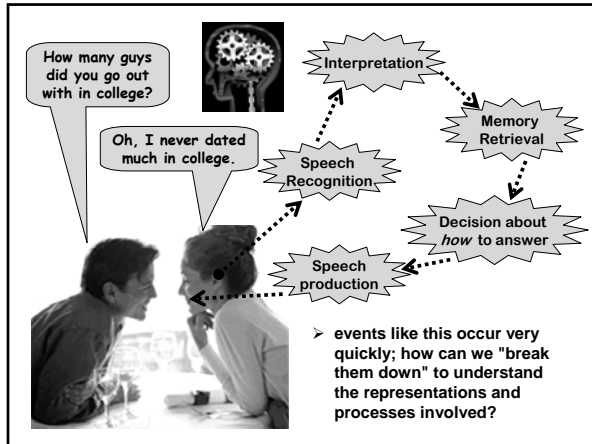 How many guys
did you go out
with in college?
Oh, I never dated
much in college.
Speech
Recognition
Interpretation
Memory
Retrieval
Decision about
how to answer
Speech
production
➢ events like this occur very
quickly; how can we "break
them down" to understand
the representations and
processes involved?